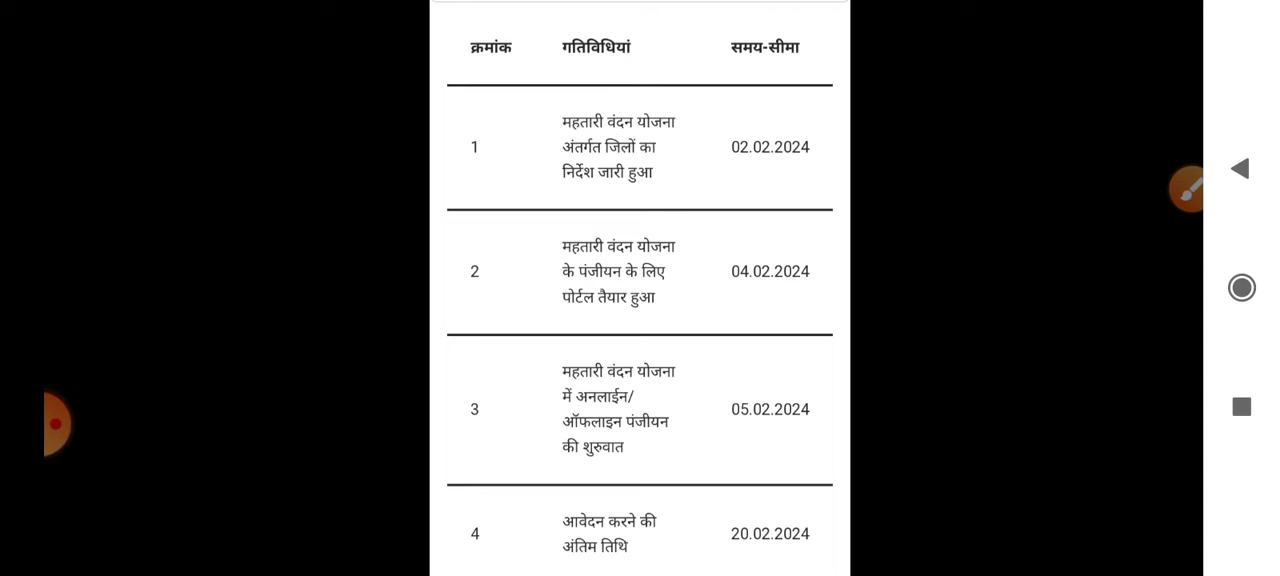 क्रमांक गतिविधियां समय-सीमा
महतारी वंदन योजना
1 अंतर्गत जिलों का 02.02.2024
निर्देश जारी हुआ
महतारी वंदन योजना
2 के पंजीयन के लिए 04.02.2024
पोर्टल तैयार हुआ
महतारी वंदन योजना
में अनलाईन/
3 ऑफलाइन पंजीयन 05.02.2024
की शुरुवात
आवेदन करने की
4 अंतिम तिथि 20.02.2024